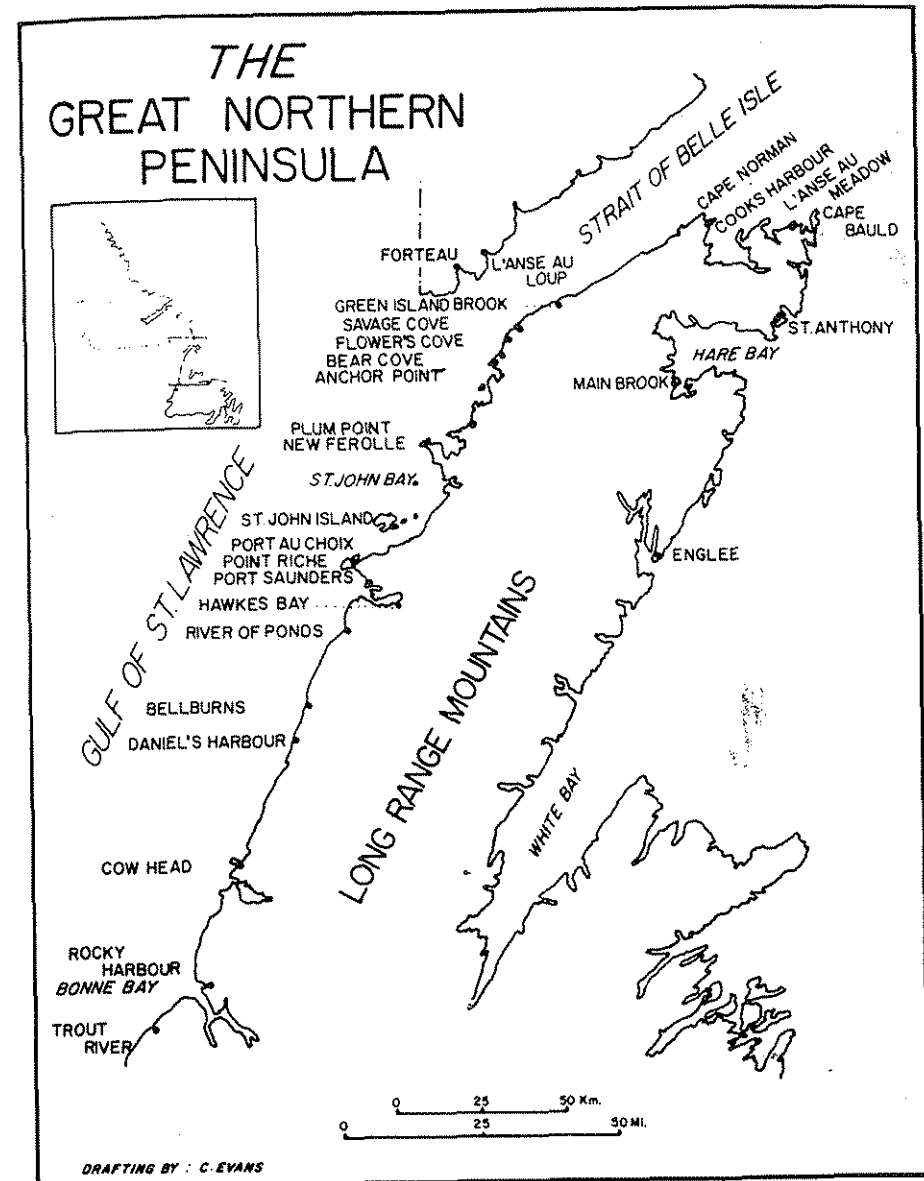 THE
GREAT NORTHERN
PENINSULA
STRAIT OF BELLE ISLE
CAPE NORMAN
COOKS HARBOUR
L'ANSE AU
MEADOW
CAPE
BAULD
FORTEAU
L'ANSE AU
LOUP
GREEN ISLAND BROOK
SAVAGE COVE
FLOWER'S COVE
BEAR COVE
ANCHOR POINT
ST. ANTHONY
HARE BAY
MAIN BROOK
PLUM POINT
NEW FEROLLE
ST. JOHN BAY
ST. JOHN ISLAND
PORT AU CHOIX
POINT RICHE
PORT SAUNDERS
HAWKES BAY
RIVER OF PONDS
ENGLEE
GULF OF ST. LAWRENCE
LONG RANGE MOUNTAINS
BELLBURNS
DANIEL'S HARBOUR
WHITE BAY
COW HEAD
ROCKY
HARBOUR
BONNE BAY
TROUT
RIVER
0 25 50 Km.
0 25 50 Mi.
DRAFTING BY : C. EVANS